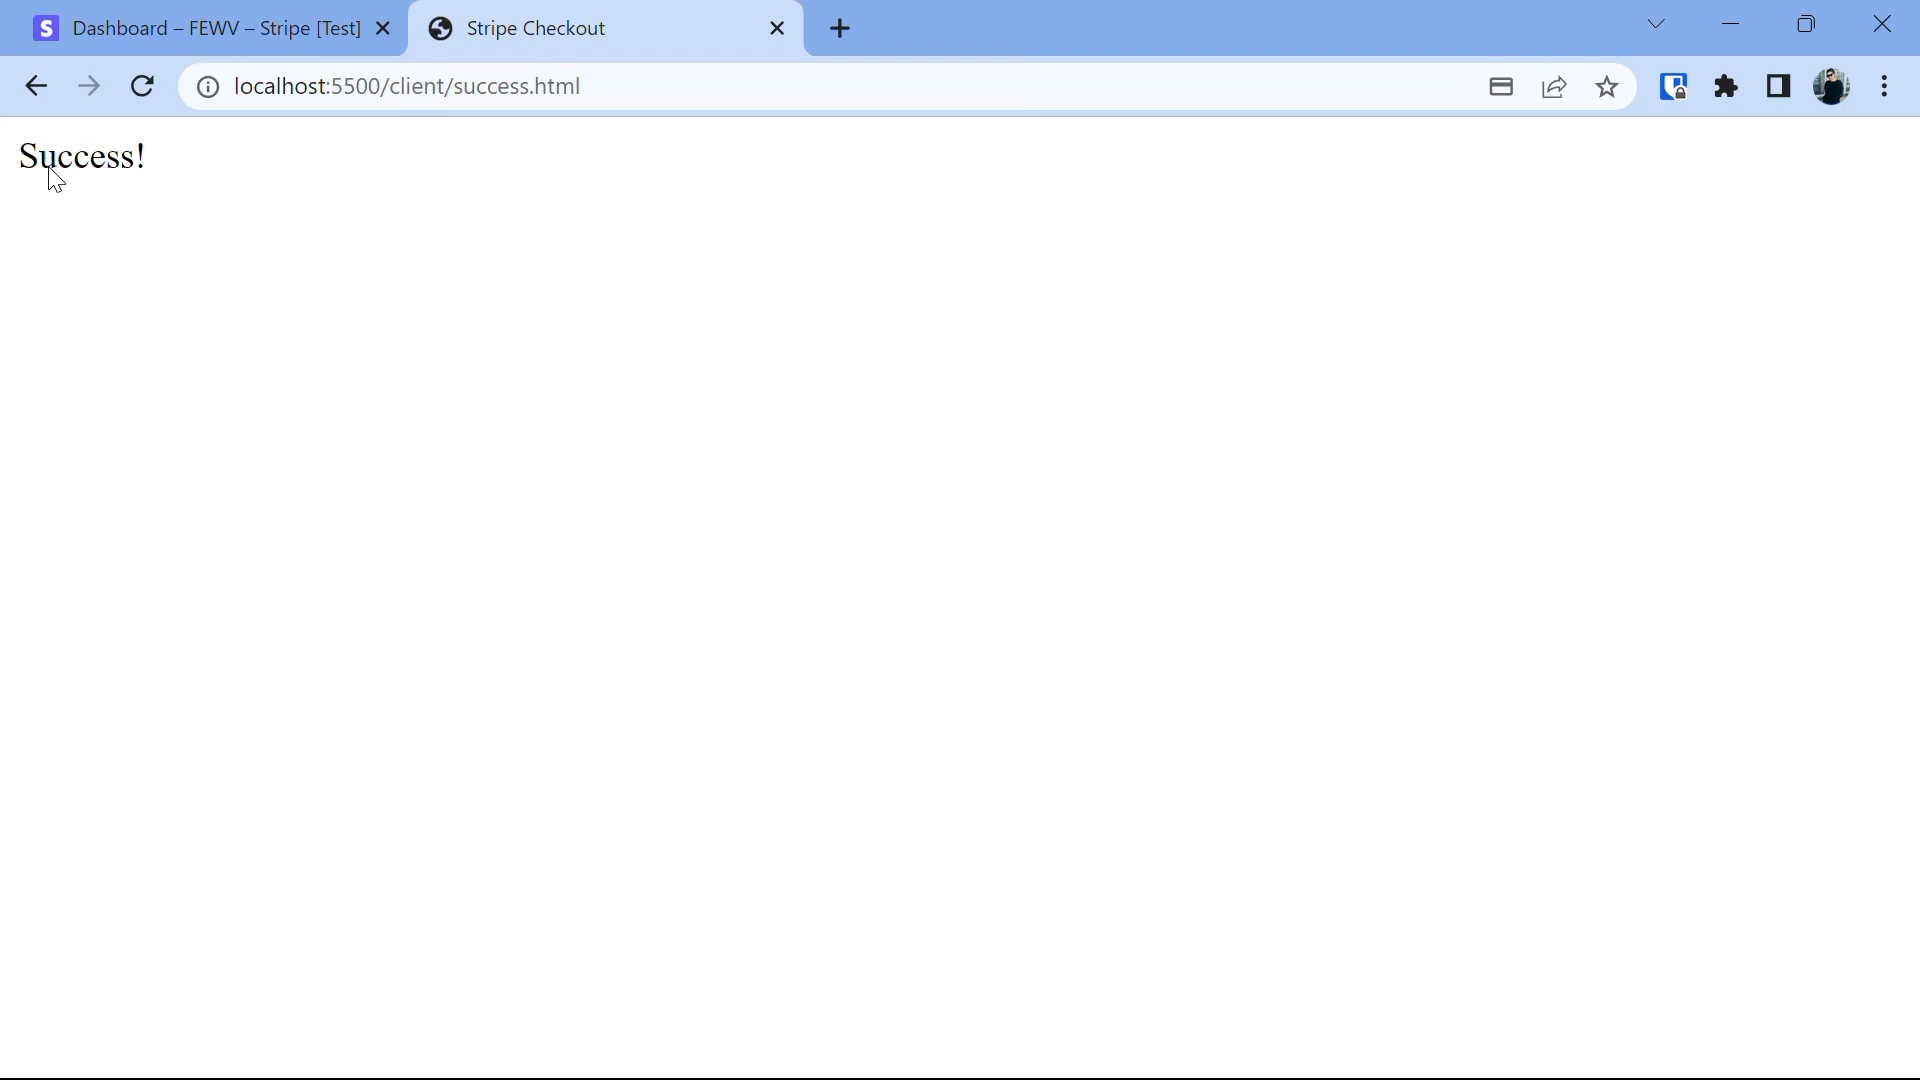 Dashboard – FEWV – Stripe [Test]
Stripe Checkout
localhost:5500/client/success.html
Success!